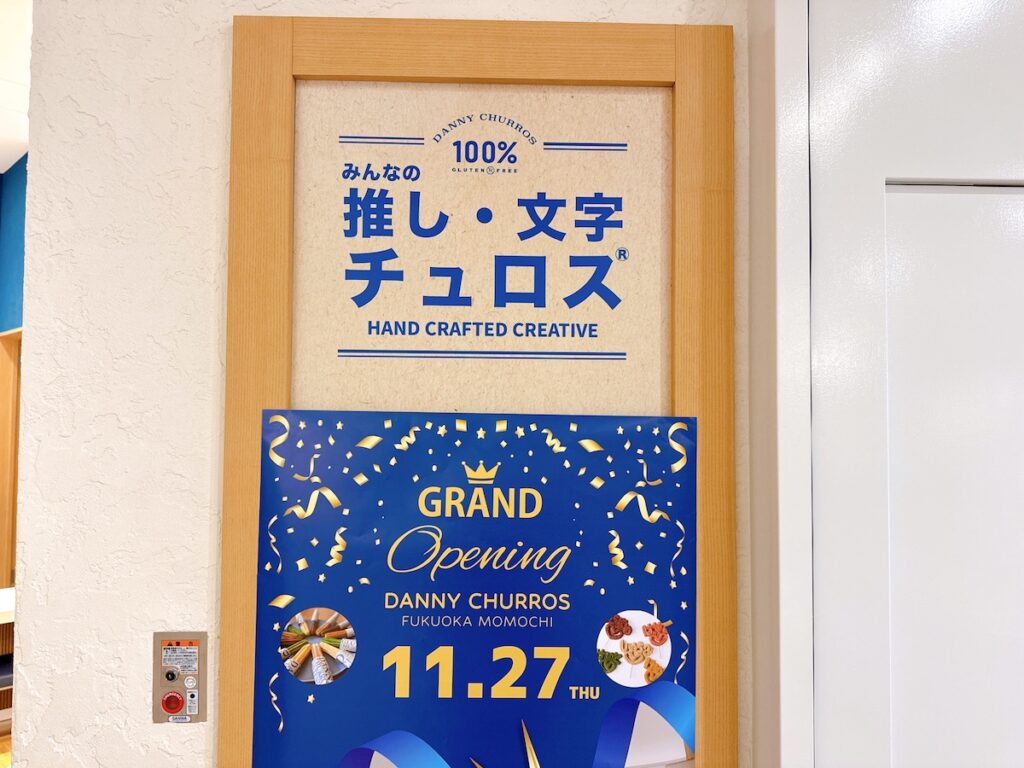 DANNY CHURROS
100%
GLUTEN FREE
みんなの
推し・文字
チュロス®
HAND CRAFTED CREATIVE
GRAND
Opening
DANNY CHURROS
FUKUOKA MOMOCHI
11.27 THU